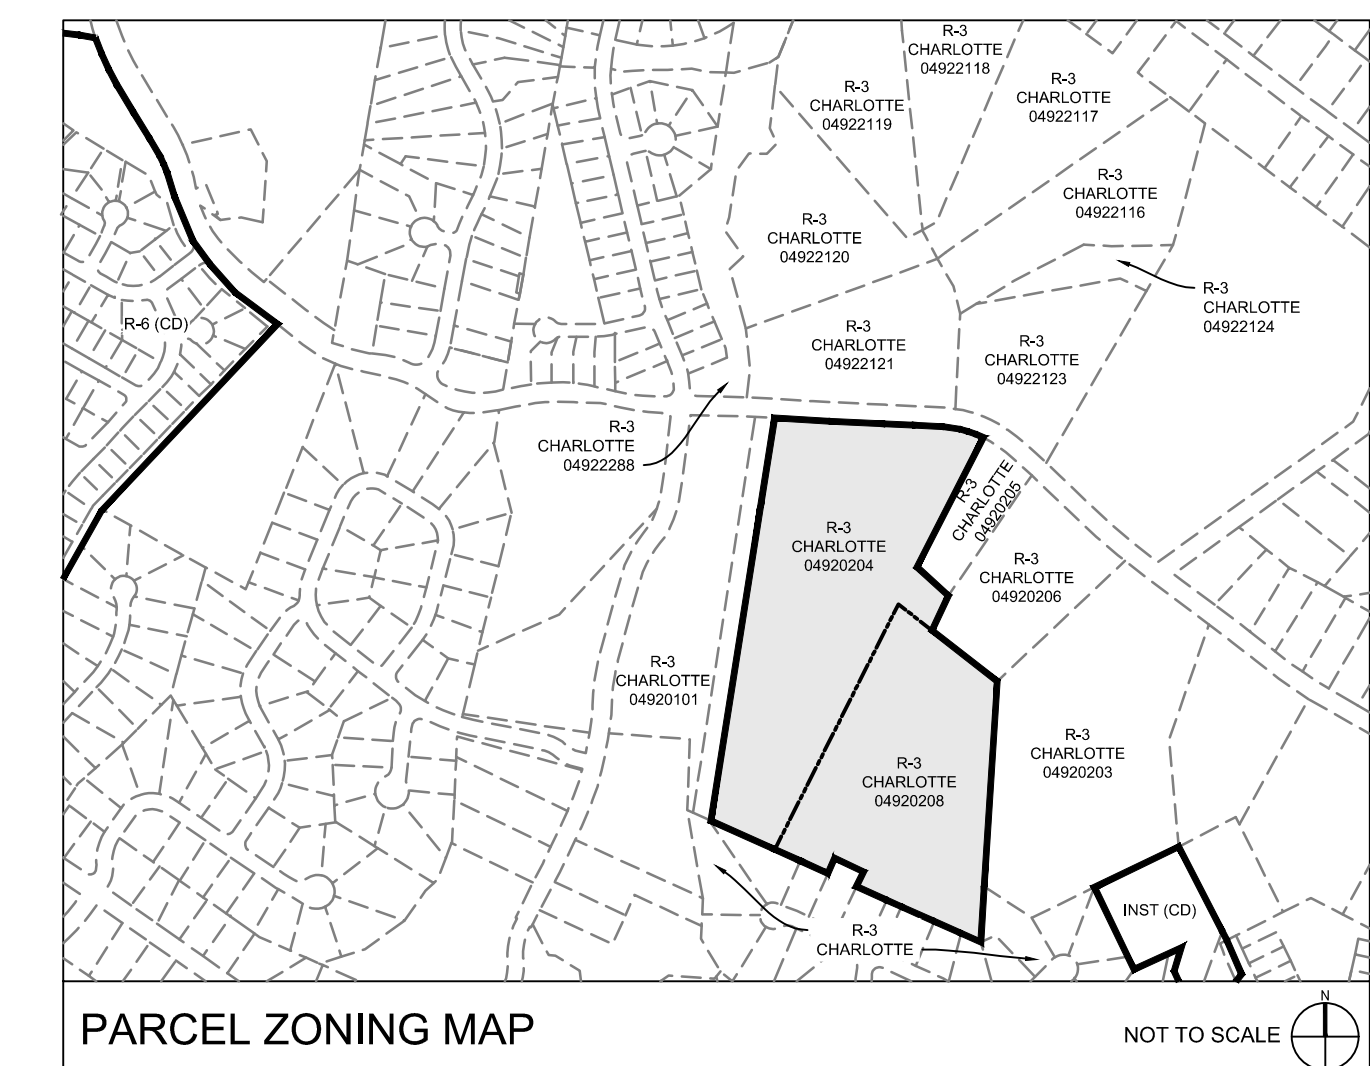 R-3
CHARLOTTE
04922118
R-3
CHARLOTTE
04922119
R-3
CHARLOTTE
04922117
R-3
CHARLOTTE
04922116
R-3
CHARLOTTE
04922120
R-3
CHARLOTTE
04922124
R-6 (CD)
R-3
CHARLOTTE
04922121
R-3
CHARLOTTE
04922123
R-3
CHARLOTTE
04922288
R-3
CHARLOTTE
04920205
R-3
CHARLOTTE
04920204
R-3
CHARLOTTE
04920206
R-3
CHARLOTTE
04920101
R-3
CHARLOTTE
04920203
R-3
CHARLOTTE
04920208
INST (CD)
R-3
CHARLOTTE
PARCEL ZONING MAP
NOT TO SCALE
N